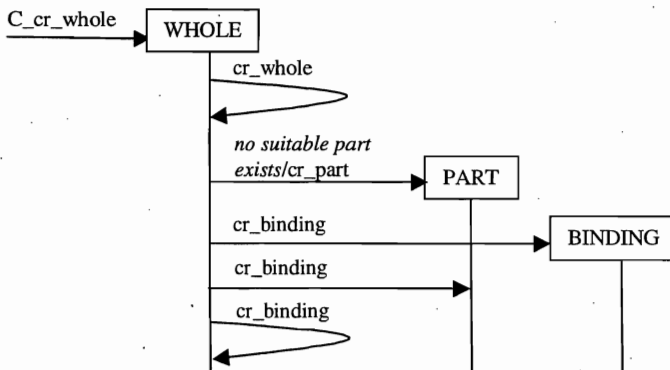 C_cr_whole
WHOLE
cr_whole
no suitable part
exists/cr_part
PART
cr_binding
BINDING
cr_binding
cr_binding